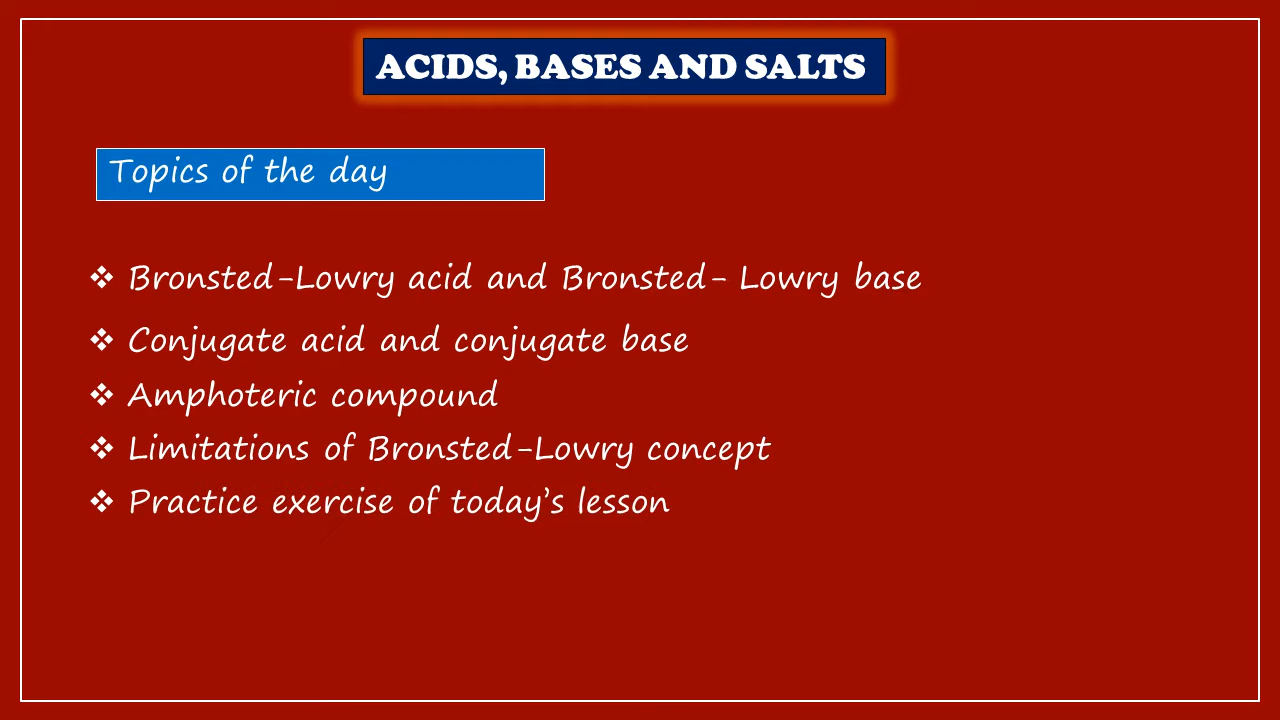 ACIDS, BASES AND SALTS
Topics of the day
❖ Bronsted-Lowry acid and Bronsted- Lowry base
❖ Conjugate acid and conjugate base
❖ Amphoteric compound
❖ Limitations of Bronsted-Lowry concept
❖ Practice exercise of today’s lesson